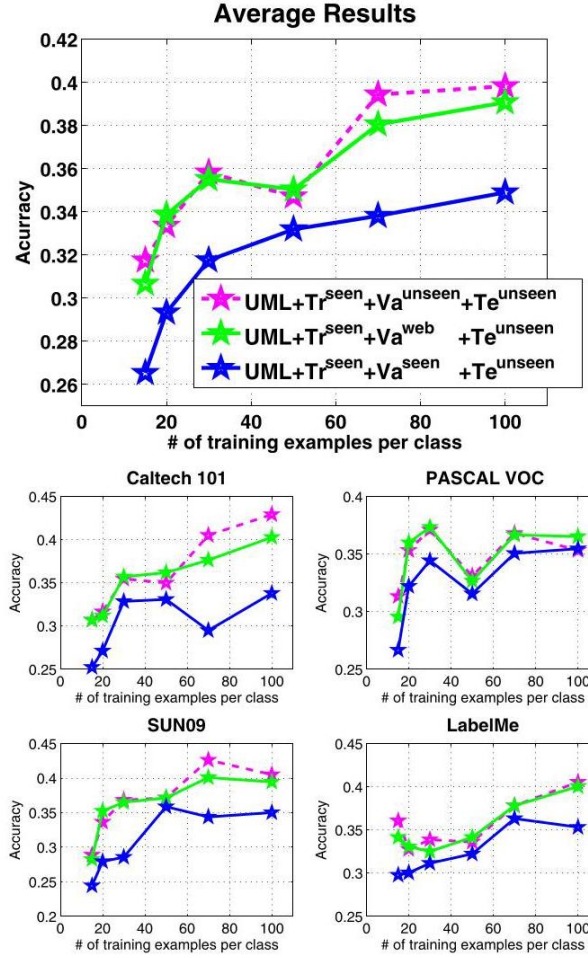 Average Results
0.42
0.4
0.38
0.36
0.34
0.32
0.3
0.28
0.26
Acurracy
UML+Tr^seen+Va^unseen+Te^unseen
UML+Tr^seen+Va^web +Te^unseen
UML+Tr^seen+Va^seen +Te^unseen
0 20 40 60 80 100
# of training examples per class
Caltech 101
0.45
0.4
0.35
0.3
0.25
Accuracy
0 20 40 60 80 100
# of training examples per class
PASCAL VOC
0.4
0.35
0.3
0.25
Accuracy
0 20 40 60 80 100
# of training examples per class
SUN09
0.45
0.4
0.35
0.3
0.25
0.2
Accuracy
0 20 40 60 80 100
# of training examples per class
LabelMe
0.45
0.4
0.35
0.3
0.25
Accuracy
0 20 40 60 80 100
# of training examples per class